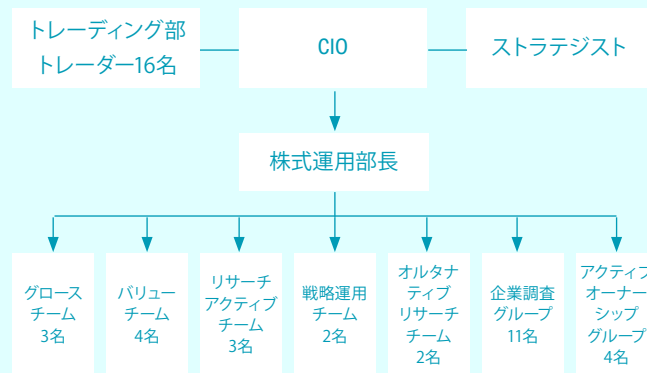 トレーディング部
トレーダー16名
CIO
ストラテジスト
株式運用部長
グロース
チーム
3名
バリュー
チーム
4名
リサーチ
アクティブ
チーム
3名
戦略運用
チーム
2名
オルタナ
ティブ
リサーチ
チーム
2名
企業調査
グループ
11名
アクティブ
オーナー
シップ
グループ
4名